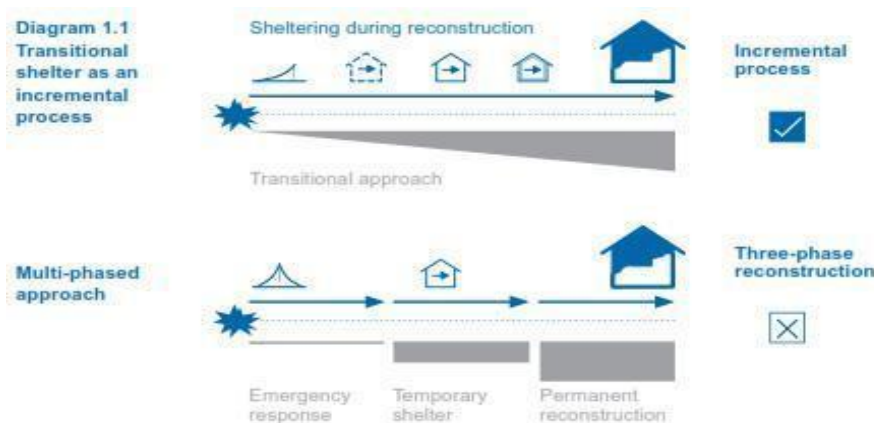 Diagram 1.1
Transitional
shelter as an
incremental
process
Sheltering during reconstruction
Incremental
process
Transitional approach
Multi-phased
approach
Three-phase
reconstruction
Emergency
response
Temporary
shelter
Permanent
reconstruction